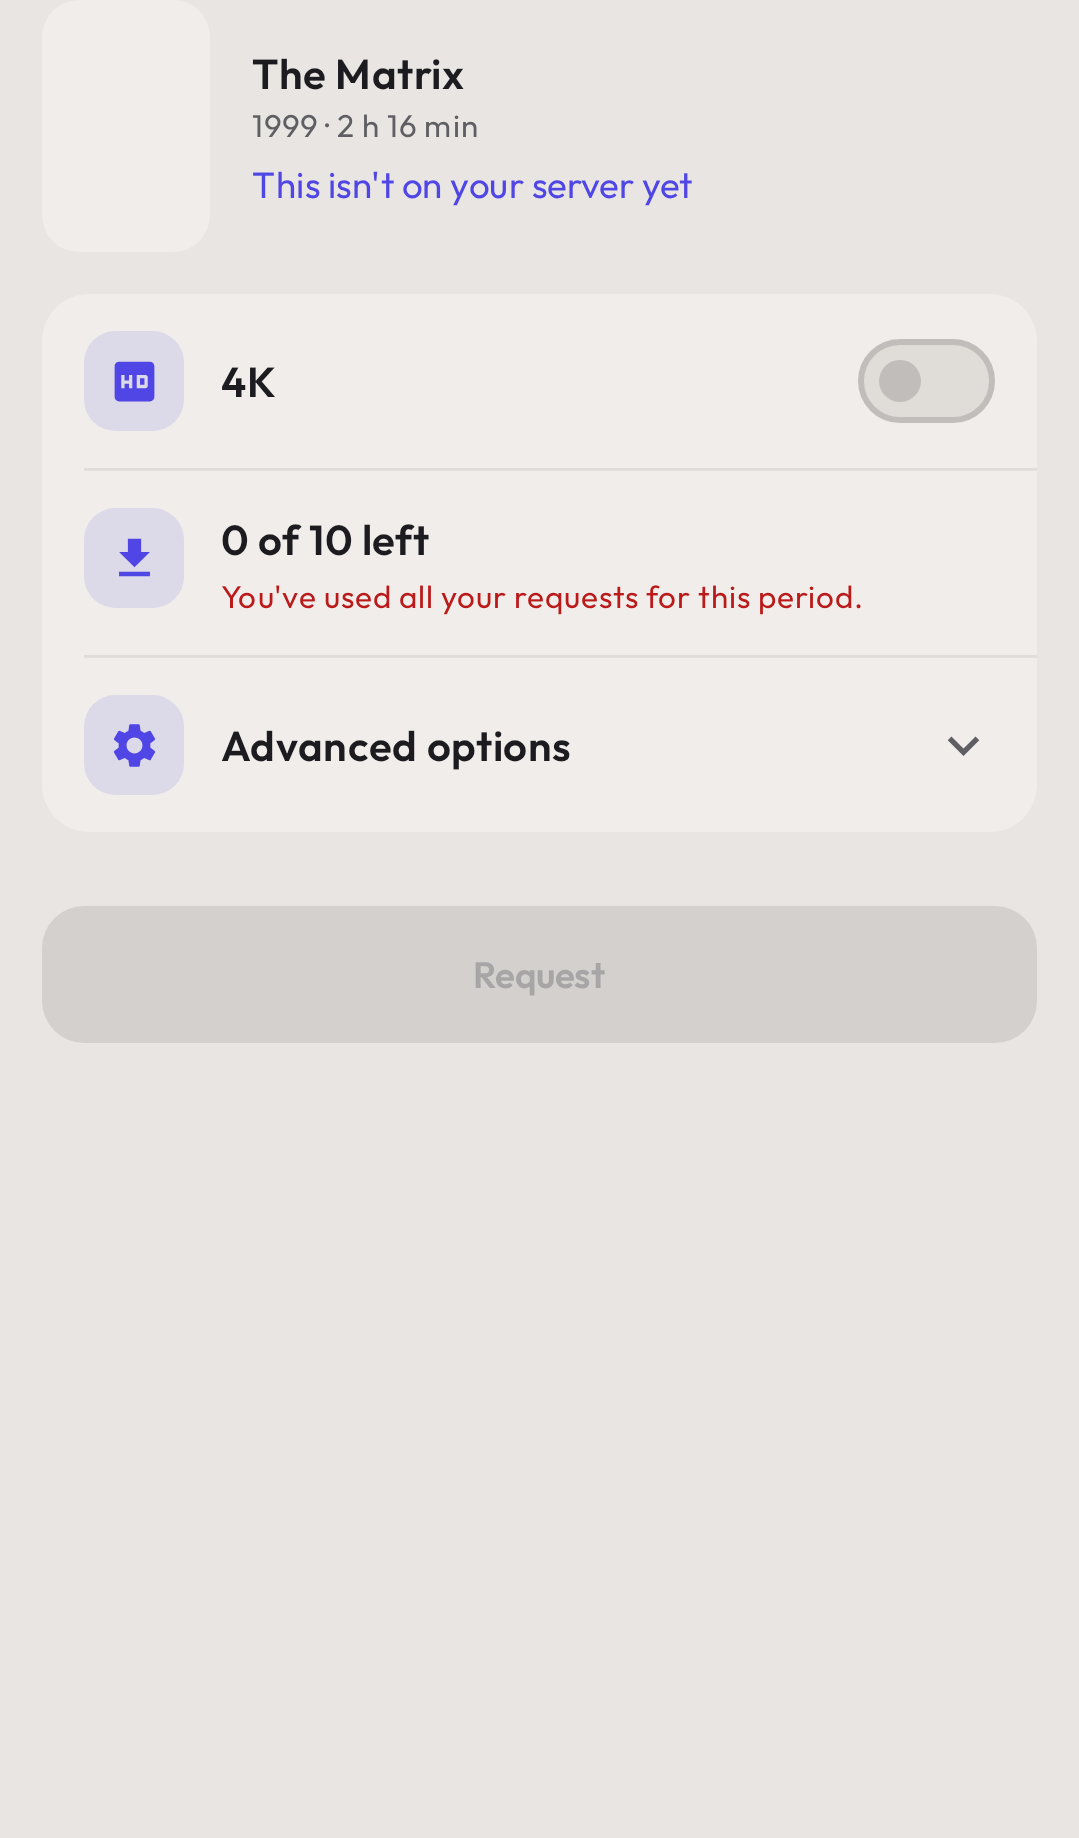 The Matrix
1999 · 2 h 16 min
This isn't on your server yet
HD
4K
0 of 10 left
You've used all your requests for this period.
Advanced options
Request